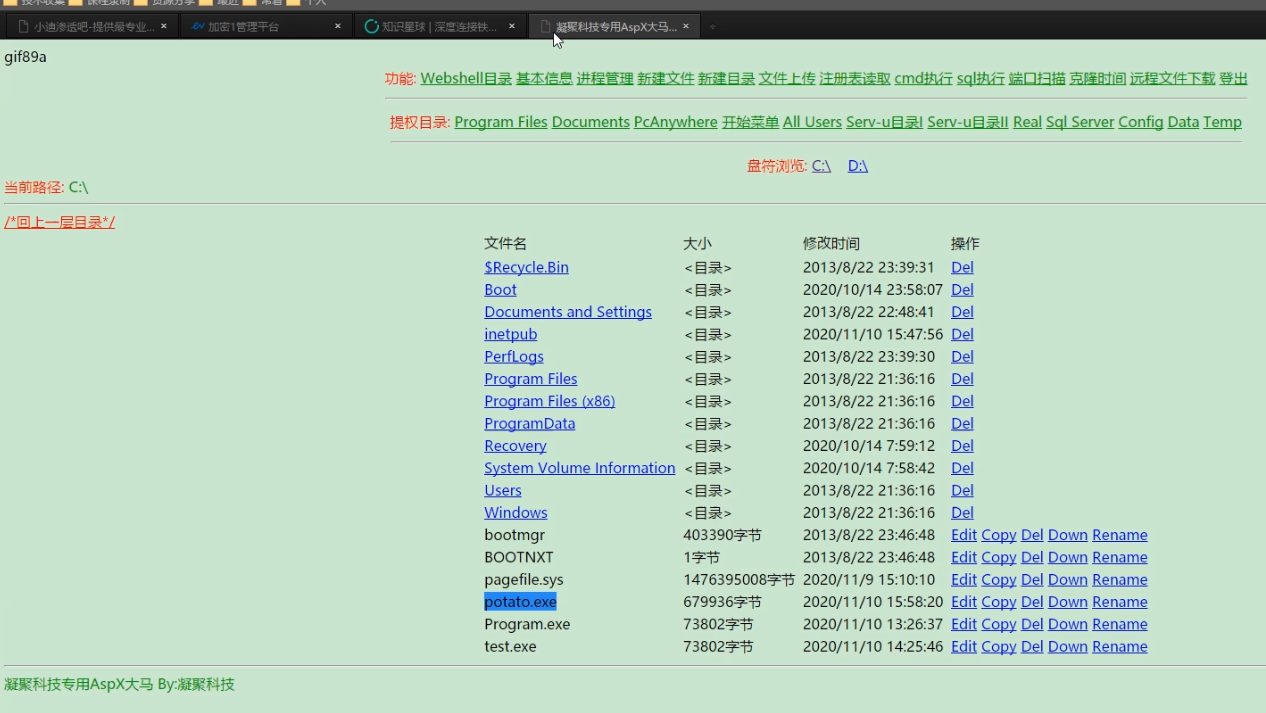 技术收集 课程录制 资源分享 最近 常看 个人
小迪渗透吧-提供最专业... × 加密1管理平台 × 知识星球 | 深度连接铁... × 凝聚科技专用AspX大马... ×
gif89a
功能: Webshell目录 基本信息 进程管理 新建文件 新建目录 文件上传 注册表读取 cmd执行 sql执行 端口扫描 克隆时间 远程文件下载 登出
提权目录: Program Files Documents PcAnywhere 开始菜单 All Users Serv-u目录I Serv-u目录II Real Sql Server Config Data Temp
盘符浏览: C:\ D:\
当前路径: C:\
/*回上一层目录*/
文件名 大小 修改时间 操作
$Recycle.Bin <目录> 2013/8/22 23:39:31 Del
Boot <目录> 2020/10/14 23:58:07 Del
Documents and Settings <目录> 2013/8/22 22:48:41 Del
inetpub <目录> 2020/11/10 15:47:56 Del
PerfLogs <目录> 2013/8/22 23:39:30 Del
Program Files <目录> 2013/8/22 21:36:16 Del
Program Files (x86) <目录> 2013/8/22 21:36:16 Del
ProgramData <目录> 2013/8/22 21:36:16 Del
Recovery <目录> 2020/10/14 7:59:12 Del
System Volume Information <目录> 2020/10/14 7:58:42 Del
Users <目录> 2013/8/22 21:36:16 Del
Windows <目录> 2013/8/22 21:36:16 Del
bootmgr 403390字节 2013/8/22 23:46:48 Edit Copy Del Down Rename
BOOTNXT 1字节 2013/8/22 23:46:48 Edit Copy Del Down Rename
pagefile.sys 1476395008字节 2020/11/9 15:10:10 Edit Copy Del Down Rename
potato.exe 679936字节 2020/11/10 15:58:20 Edit Copy Del Down Rename
Program.exe 73802字节 2020/11/10 13:26:37 Edit Copy Del Down Rename
test.exe 73802字节 2020/11/10 14:25:46 Edit Copy Del Down Rename
凝聚科技专用AspX大马 By:凝聚科技